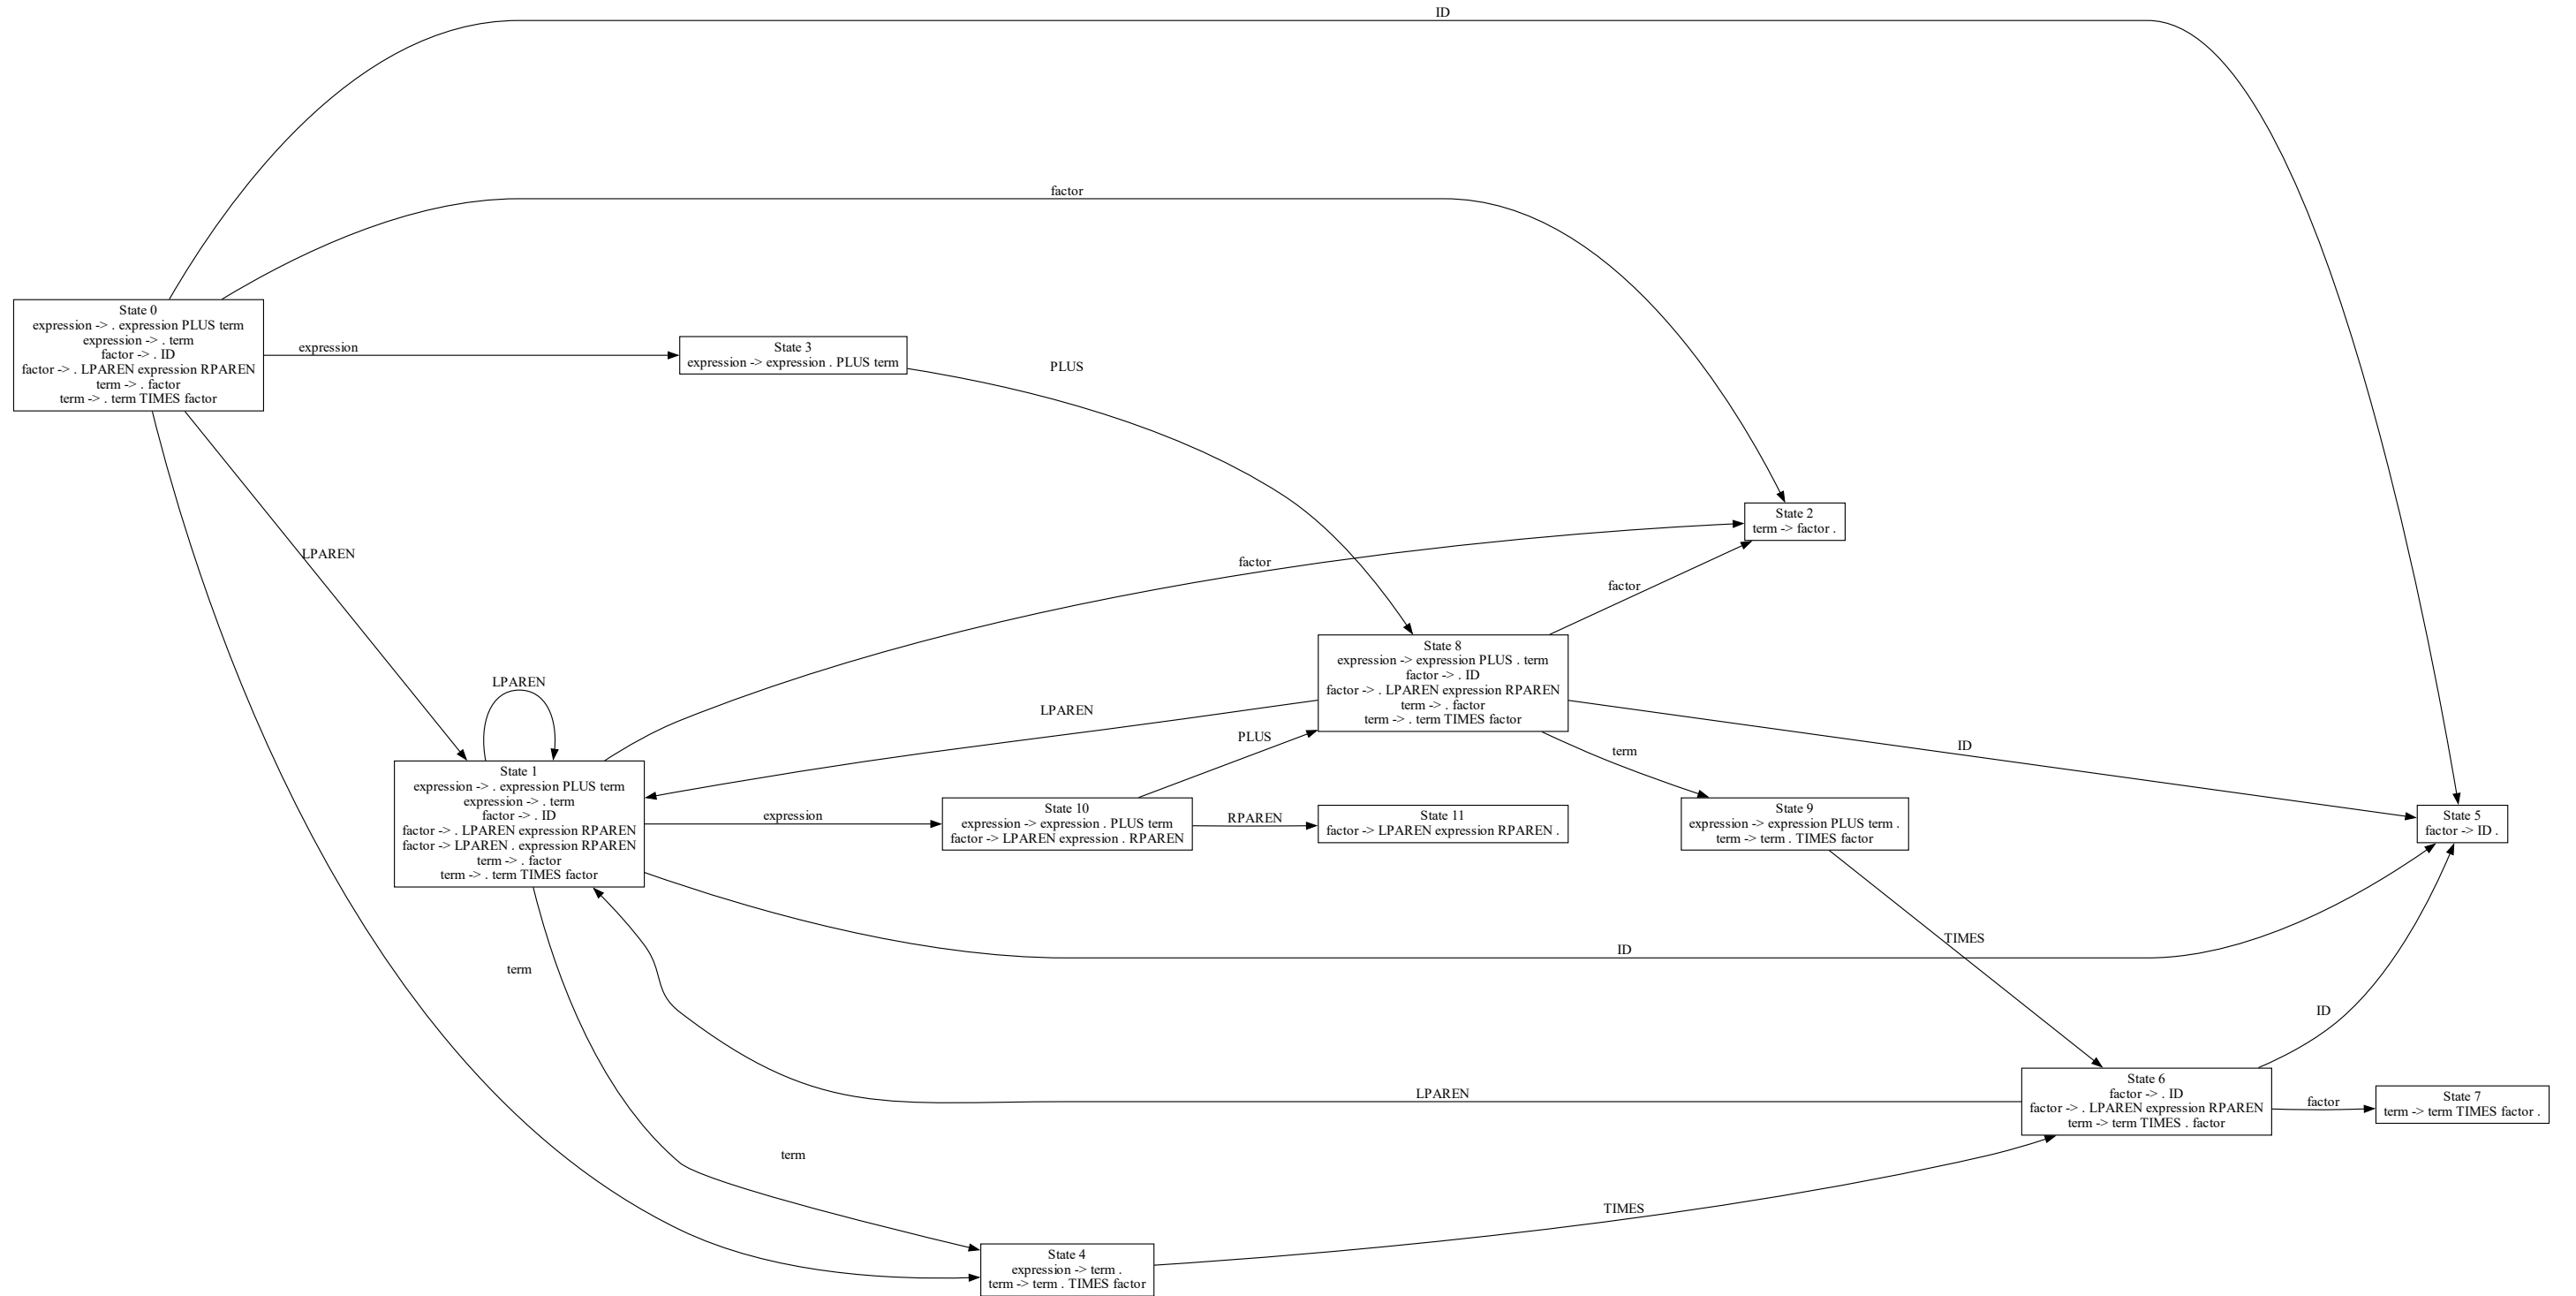 ID
factor
State 0
expression -> . expression PLUS term
expression -> . term
factor -> . ID
factor -> . LPAREN expression RPAREN
term -> . factor
term -> . term TIMES factor
expression
State 3
expression -> expression . PLUS term
PLUS
State 2
term -> factor .
LPAREN
factor
factor
State 8
expression -> expression PLUS . term
factor -> . ID
factor -> . LPAREN expression RPAREN
term -> . factor
term -> . term TIMES factor
LPAREN
LPAREN
PLUS
term
ID
State 1
expression -> . expression PLUS term
expression -> . term
factor -> . ID
factor -> . LPAREN expression RPAREN
factor -> LPAREN . expression RPAREN
term -> . factor
term -> . term TIMES factor
expression
State 10
expression -> expression . PLUS term
factor -> LPAREN expression . RPAREN
RPAREN
State 11
factor -> LPAREN expression RPAREN .
State 9
expression -> expression PLUS term .
term -> term . TIMES factor
State 5
factor -> ID .
TIMES
ID
term
ID
LPAREN
State 6
factor -> . ID
factor -> . LPAREN expression RPAREN
term -> term TIMES . factor
factor
State 7
term -> term TIMES factor .
term
TIMES
State 4
expression -> term .
term -> term . TIMES factor